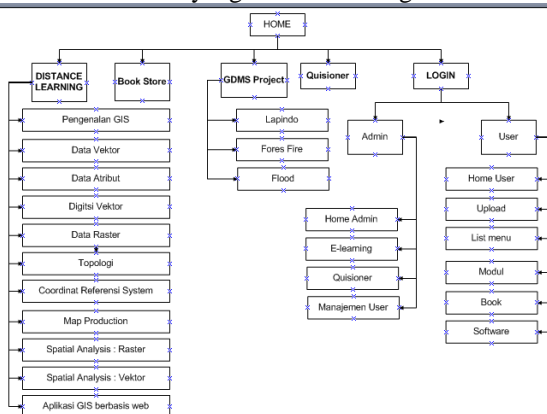 HOME
DISTANCE
LEARNING
Book Store
GDMS Project
Quisioner
LOGIN
Pengenalan GIS
Data Vektor
Data Atribut
Digitsi Vektor
Data Raster
Topologi
Coordinat Referensi System
Map Production
Spatial Analysis : Raster
Spatial Analysis : Vektor
Aplikasi GIS berbasis web
Lapindo
Fores Fire
Flood
Admin
User
Home Admin
E-learning
Quisioner
Manajemen User
Home User
Upload
List menu
Modul
Book
Software